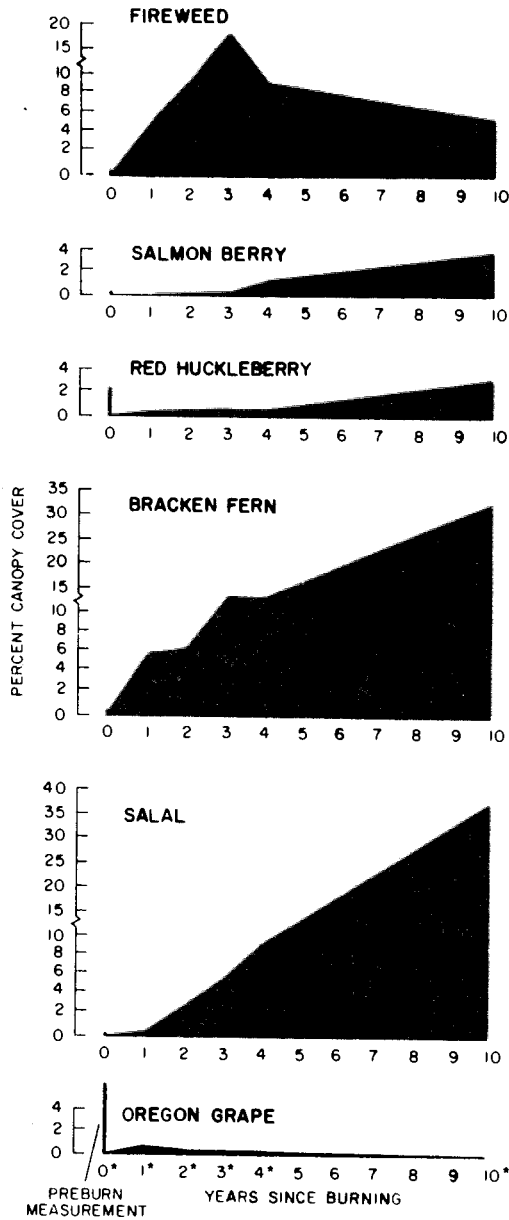 FIREWEED
20
15
10
8
6
4
2
0
0 1 2 3 4 5 6 7 8 9 10
SALMON BERRY
4
2
0
0 1 2 3 4 5 6 7 8 9 10
RED HUCKLEBERRY
4
2
0
0 1 2 3 4 5 6 7 8 9 10
PERCENT CANOPY COVER
BRACKEN FERN
35
30
25
20
15
10
8
6
4
2
0
0 1 2 3 4 5 6 7 8 9 10
SALAL
40
35
30
25
20
15
10
8
6
4
2
0
0 1 2 3 4 5 6 7 8 9 10
OREGON GRAPE
4
2
0
0* 1* 2* 3* 4* 5 6 7 8 9 10*
PREBURN
MEASUREMENT
YEARS SINCE BURNING